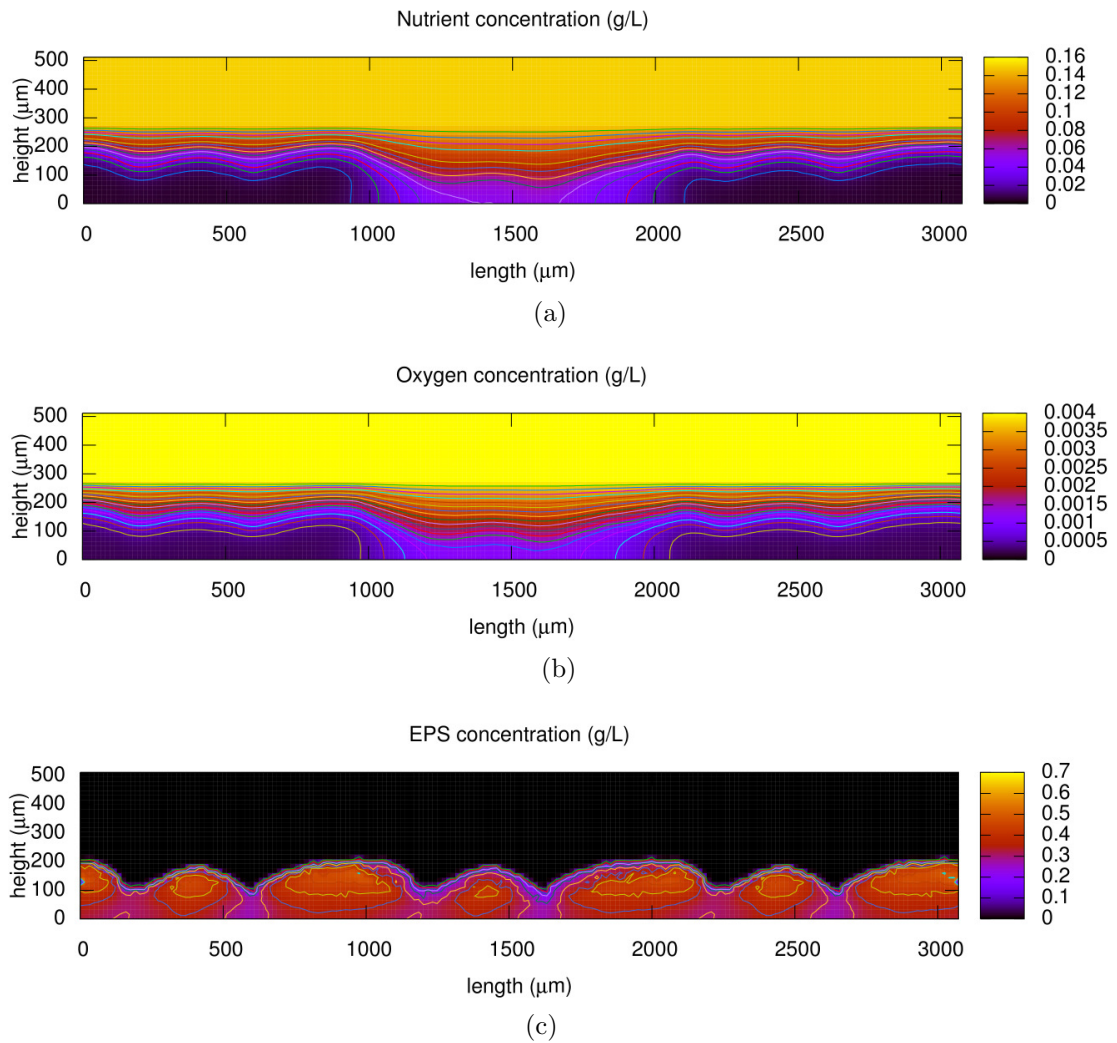 Nutrient concentration (g/L)
500
400
300
200
100
0
height (μm)
0 500 1000 1500 2000 2500 3000
length (μm)
0.16
0.14
0.12
0.1
0.08
0.06
0.04
0.02
0
(a)
Oxygen concentration (g/L)
500
400
300
200
100
0
height (μm)
0 500 1000 1500 2000 2500 3000
length (μm)
0.004
0.0035
0.003
0.0025
0.002
0.0015
0.001
0.0005
0
(b)
EPS concentration (g/L)
500
400
300
200
100
0
height (μm)
0 500 1000 1500 2000 2500 3000
length (μm)
0.7
0.6
0.5
0.4
0.3
0.2
0.1
0
(c)